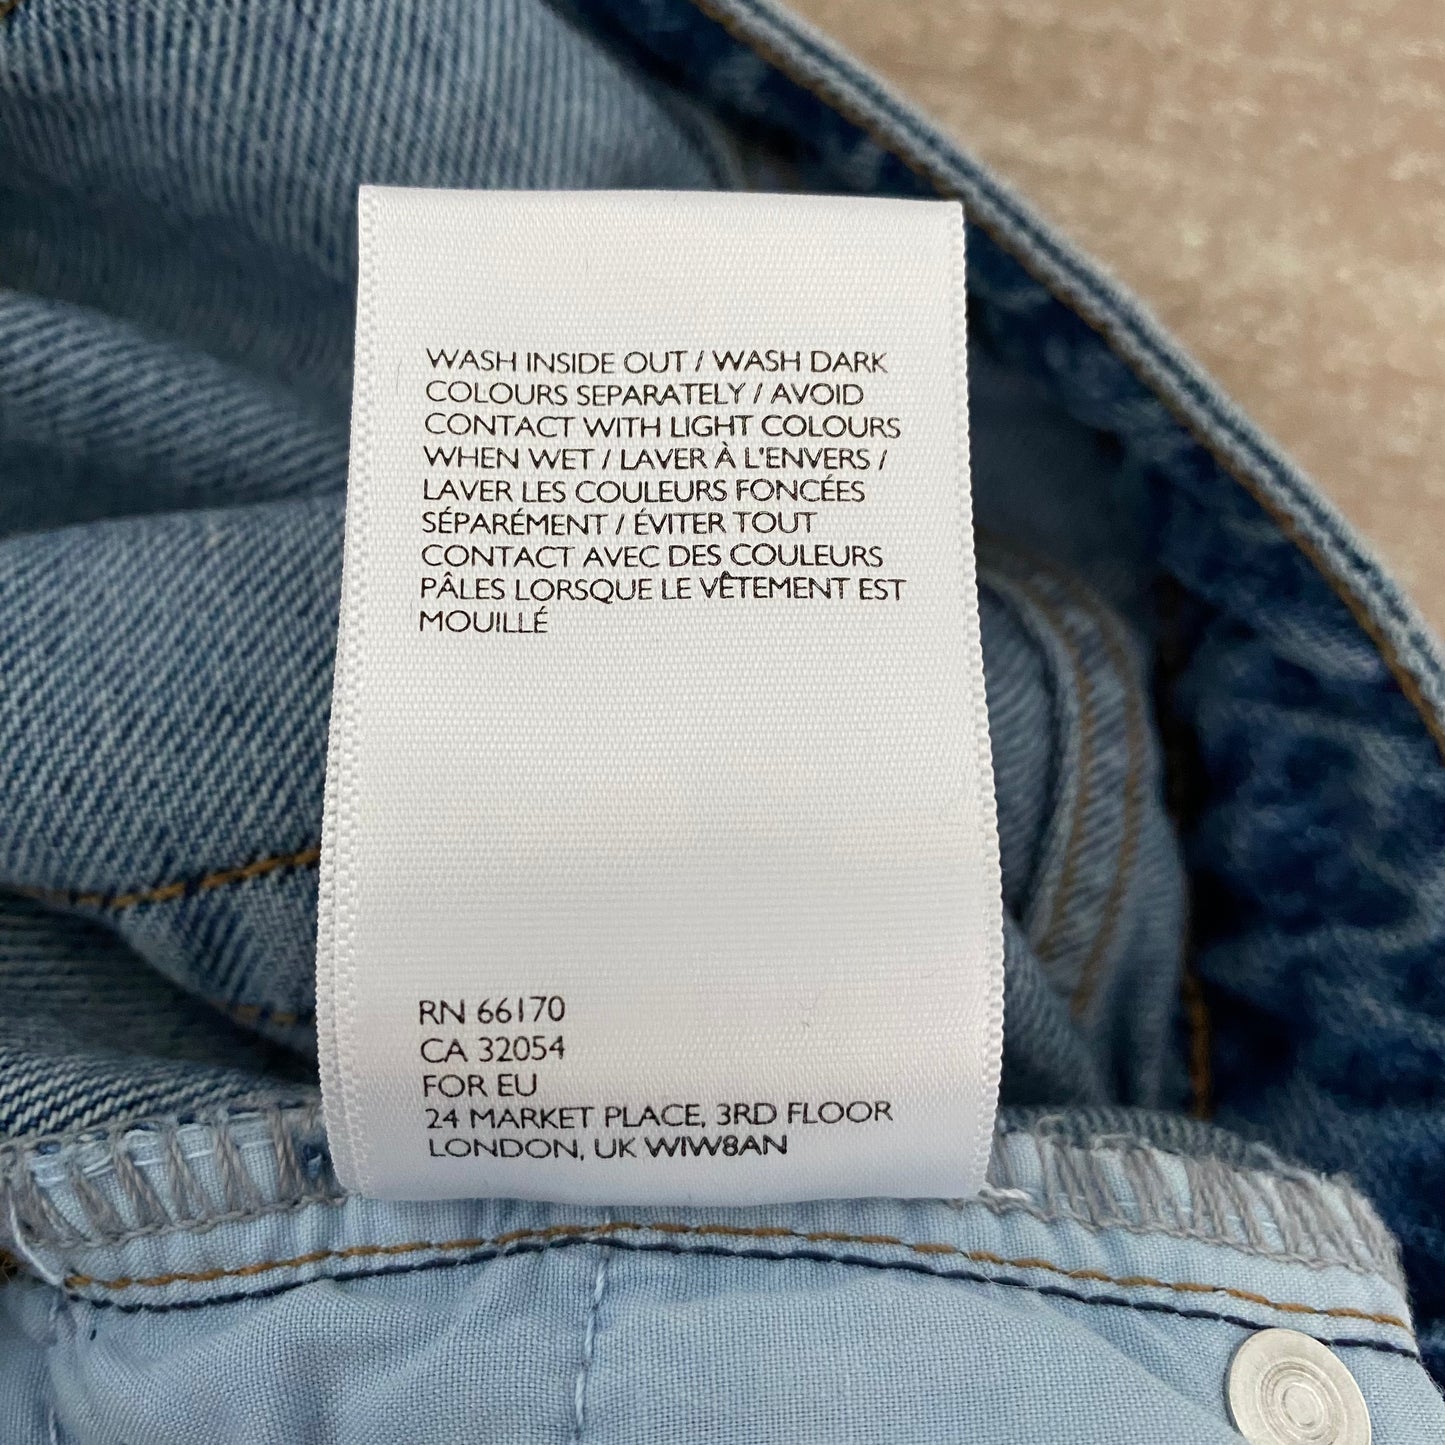 WASH INSIDE OUT / WASH DARK
COLOURS SEPARATELY / AVOID
CONTACT WITH LIGHT COLOURS
WHEN WET / LAVER À L'ENVERS /
LAVER LES COULEURS FONCÉES
SÉPARÉMENT / ÉVITER TOUT
CONTACT AVEC DES COULEURS
PÂLES LORSQUE LE VÊTEMENT EST
MOUILLÉ
RN 66170
CA 32054
FOR EU
24 MARKET PLACE, 3RD FLOOR
LONDON, UK W1W8AN